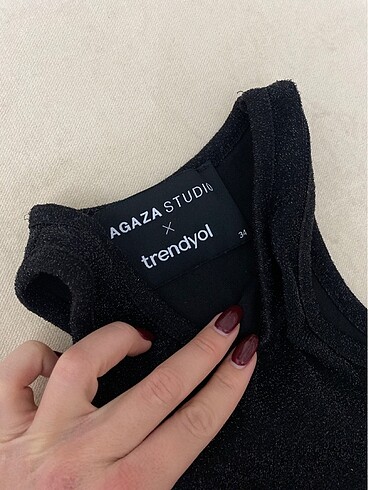 AGAZA STUDIO
X
trendyol
34